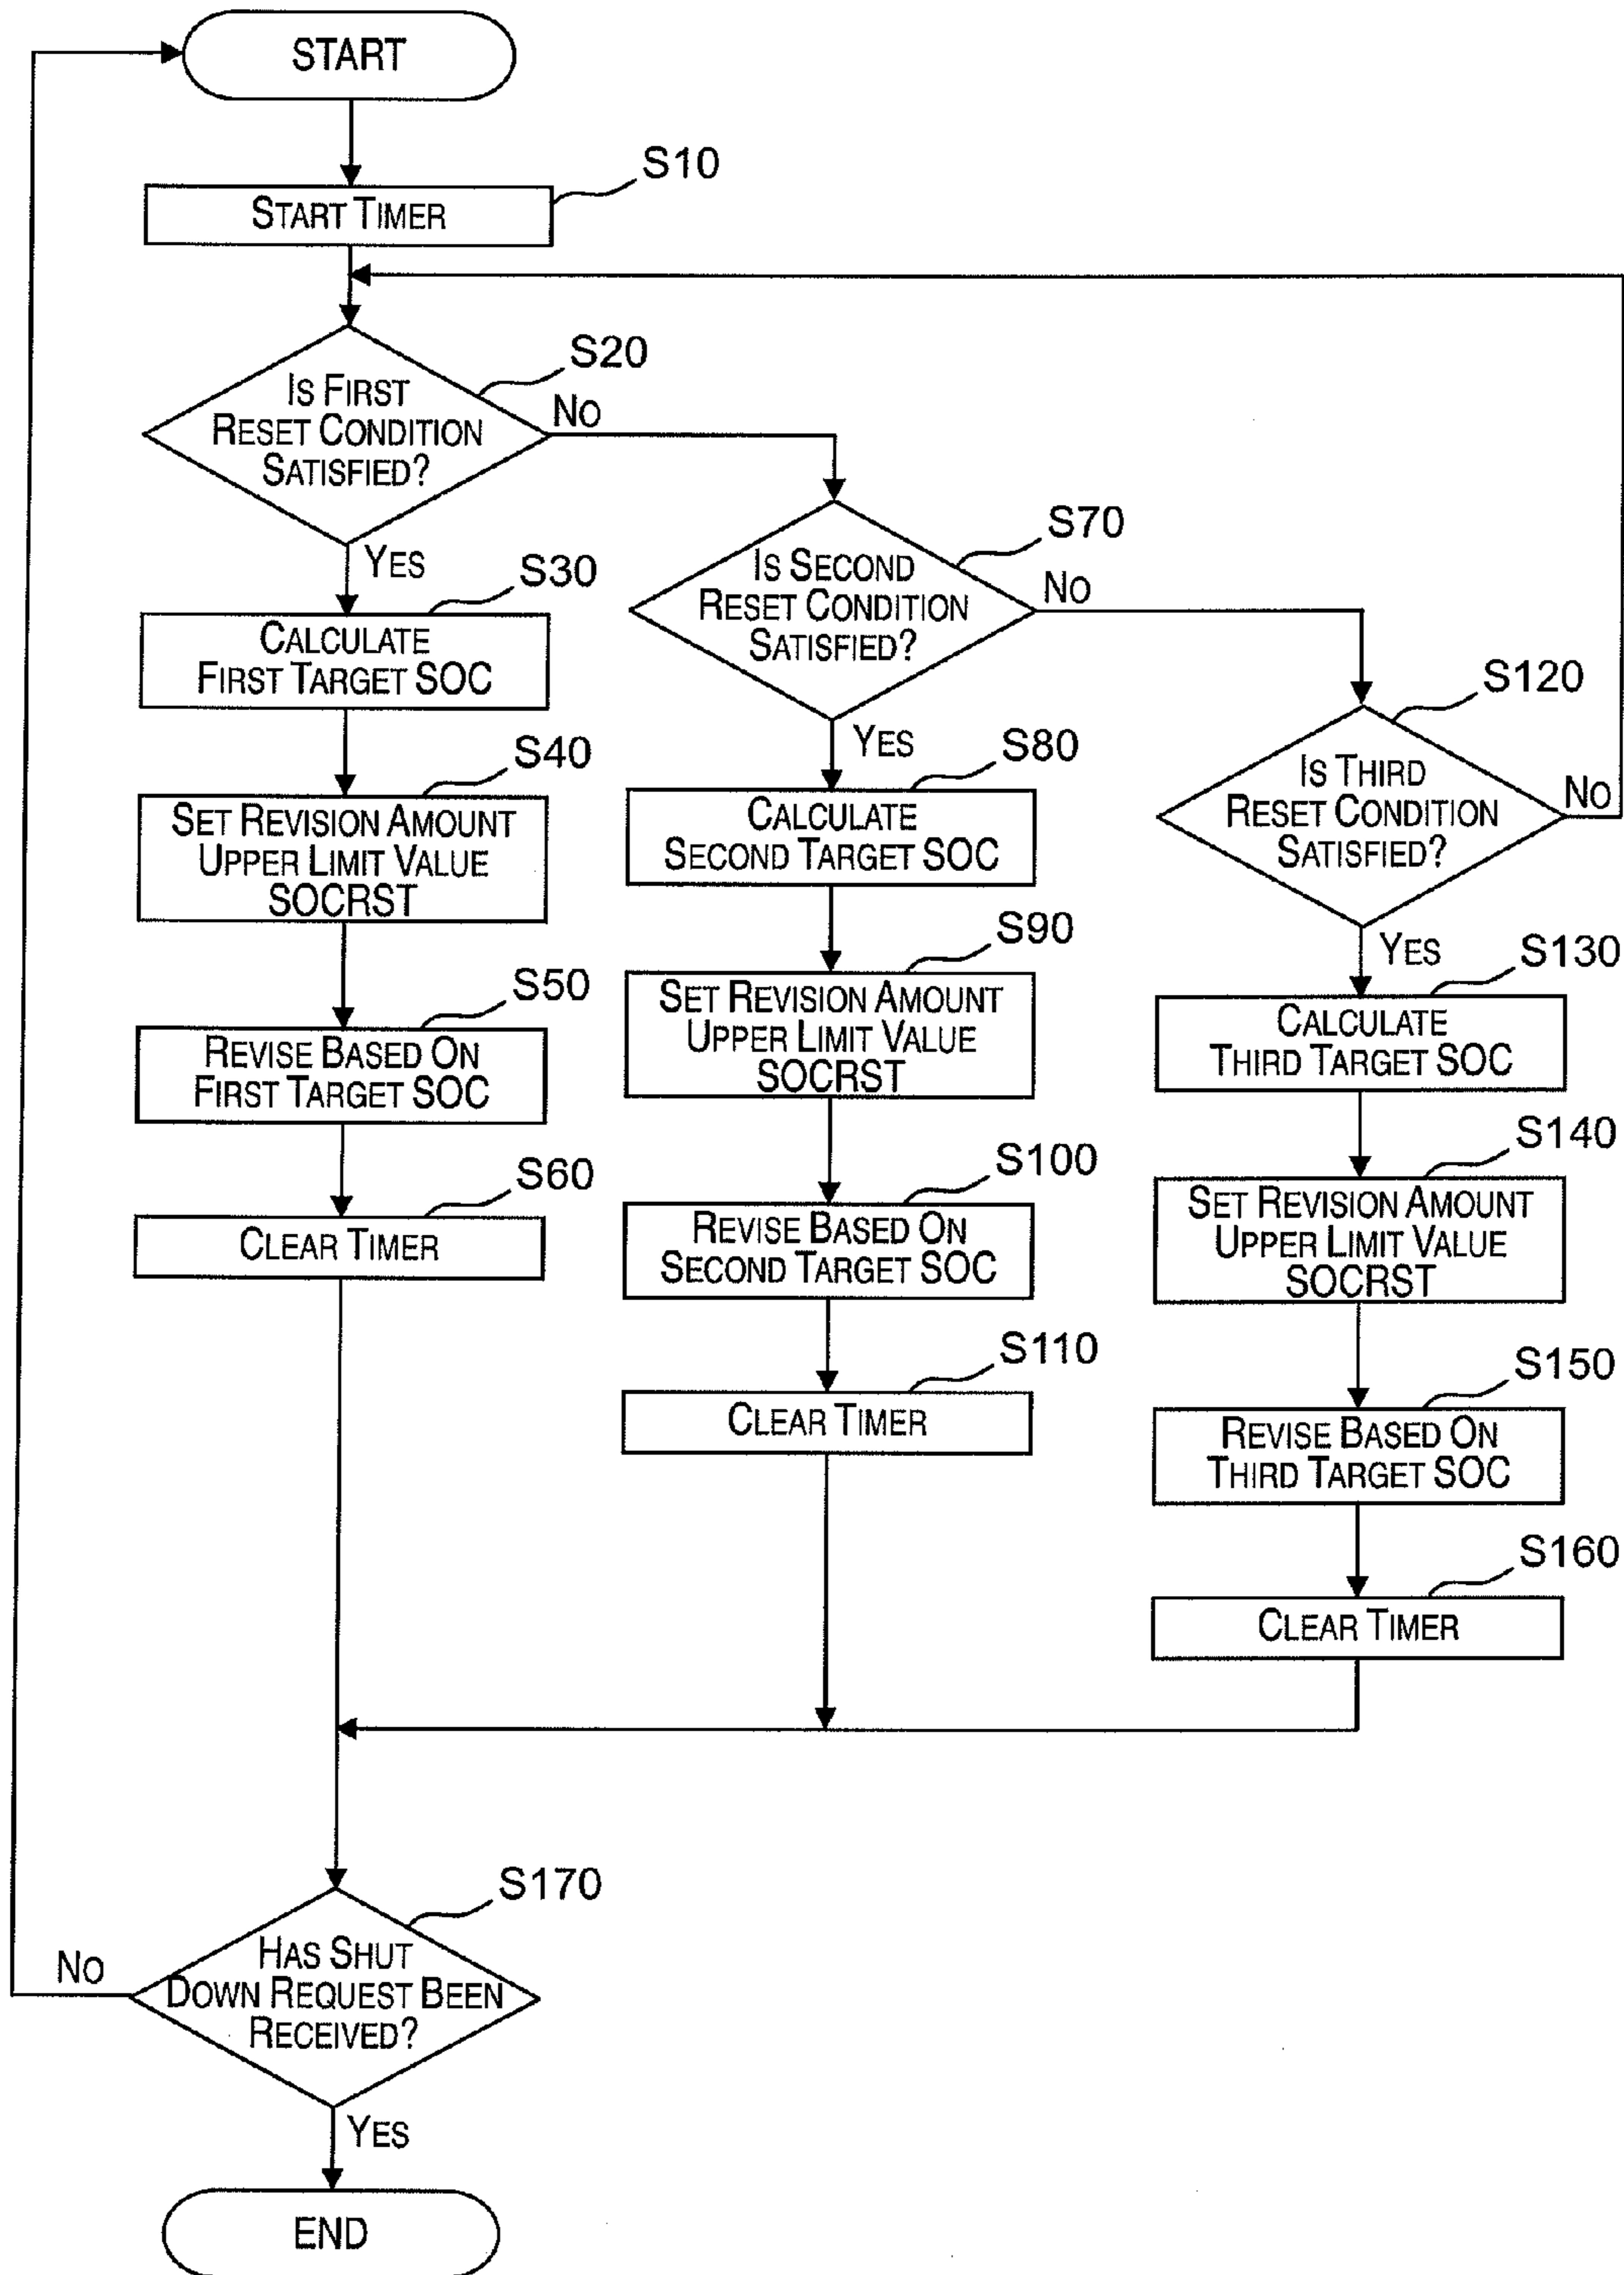 START
S10
START TIMER
S20
IS FIRST
RESET CONDITION
SATISFIED?
NO
YES
S30
CALCULATE
FIRST TARGET SOC
S40
SET REVISION AMOUNT
UPPER LIMIT VALUE
SOCRST
S50
REVISE BASED ON
FIRST TARGET SOC
S60
CLEAR TIMER
S70
IS SECOND
RESET CONDITION
SATISFIED?
NO
YES
S80
CALCULATE
SECOND TARGET SOC
S90
SET REVISION AMOUNT
UPPER LIMIT VALUE
SOCRST
S100
REVISE BASED ON
SECOND TARGET SOC
S110
CLEAR TIMER
S120
IS THIRD
RESET CONDITION
SATISFIED?
NO
YES
S130
CALCULATE
THIRD TARGET SOC
S140
SET REVISION AMOUNT
UPPER LIMIT VALUE
SOCRST
S150
REVISE BASED ON
THIRD TARGET SOC
S160
CLEAR TIMER
S170
HAS SHUT
DOWN REQUEST BEEN
RECEIVED?
NO
YES
END